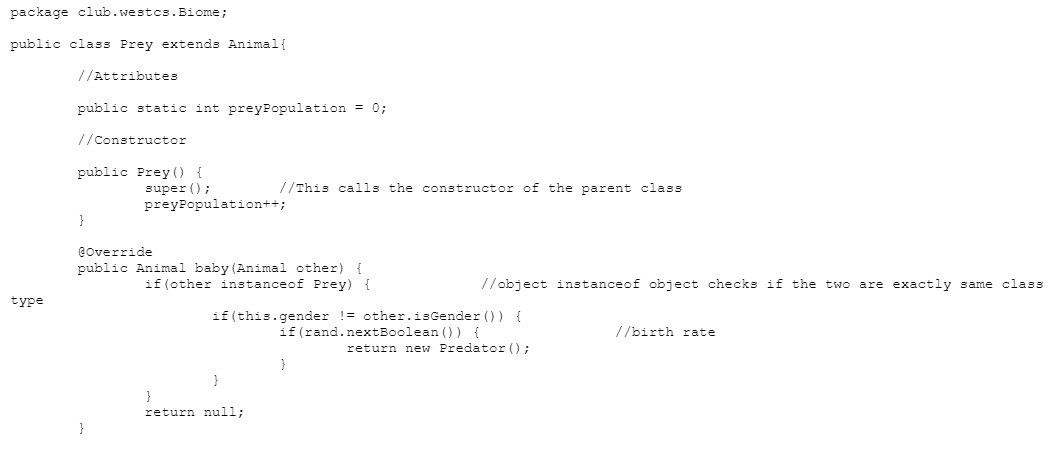 package club.westcs.Biome;
public class Prey extends Animal{
//Attributes
public static int preyPopulation = 0;
//Constructor
public Prey() {
super(); //This calls the constructor of the parent class
preyPopulation++;
}
@Override
public Animal baby(Animal other) {
if(other instanceof Prey) { //object instanceof object checks if the two are exactly same class
type
if(this.gender != other.isGender()) {
if(rand.nextBoolean()) { //birth rate
return new Predator();
}
}
}
return null;
}